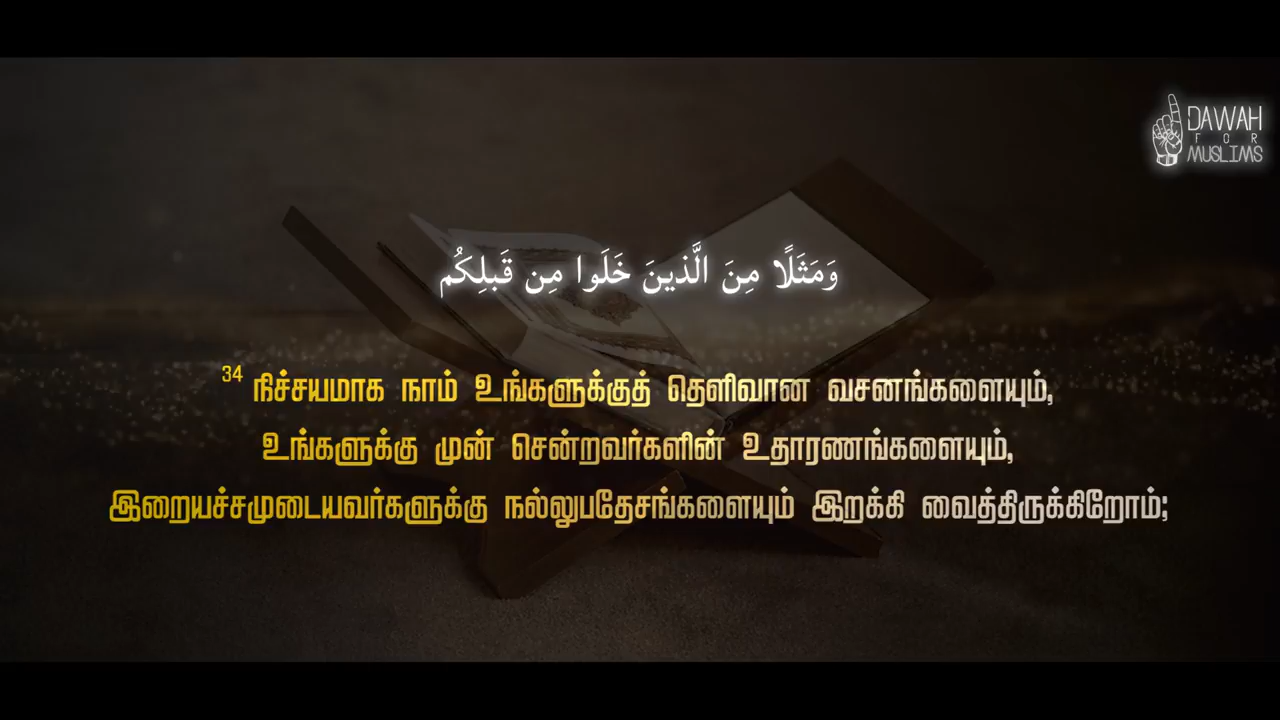 DAWAH
FOR
MUSLIMS
وَمَثَلًا مِنَ الَّذينَ خَلَوا مِن قَبلِكُم
34 நிச்சயமாக நாம் உங்களுக்குத் தெளிவான வசனங்களையும்,
உங்களுக்கு முன் சென்றவர்களின் உதாரணங்களையும்,
இறையச்சமுடையவர்களுக்கு நல்லுபதேசங்களையும் இறக்கி வைத்திருக்கிறோம்;